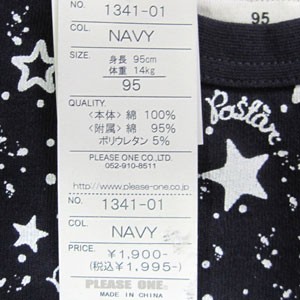 NO. 1341-01
COL. NAVY
SIZE. 身長 95cm
体重 14kg
95
QUALITY.
〈本体〉綿 100%
〈附属〉綿 95%
ポリウレタン 5%
PLEASE ONE CO.,LTD.
052-910-8511
http://www.please-one.co.jp
NO. 1341-01
COL. NAVY
PRICE. ¥1,900-
(税込¥1,995-)
PLEASE ONE.
MADE IN CHINA
95